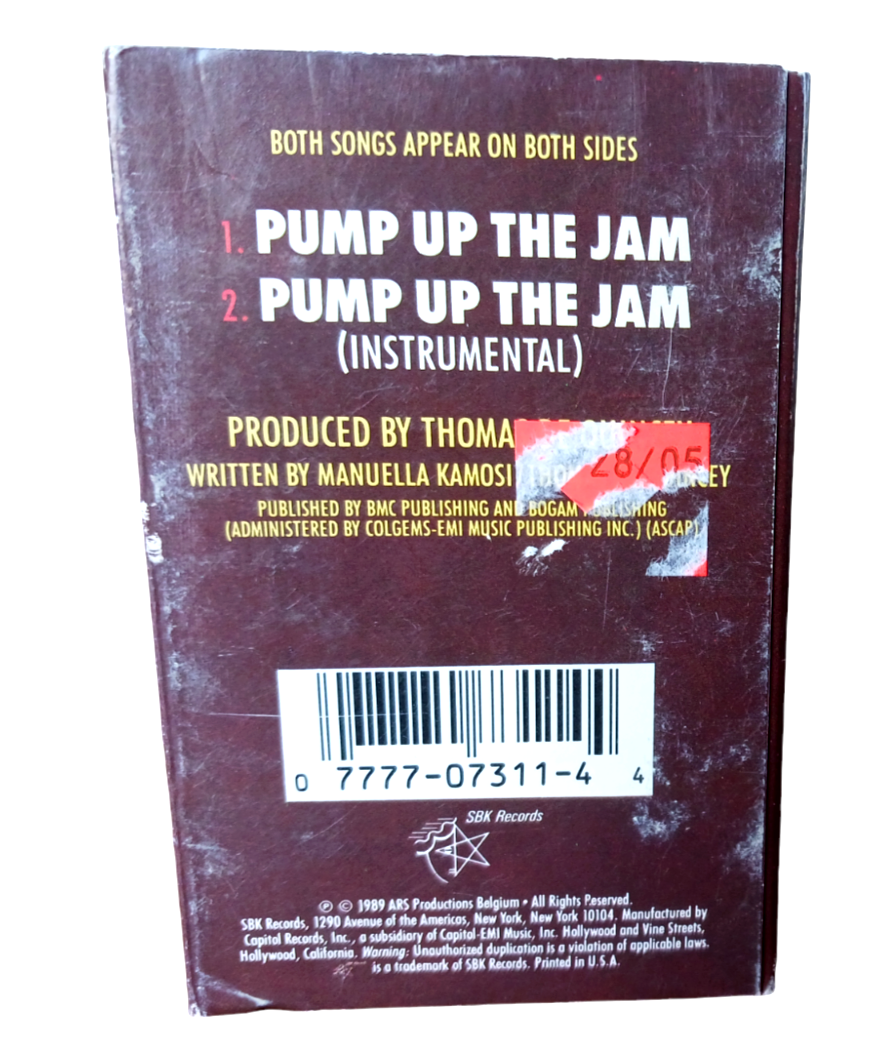 BOTH SONGS APPEAR ON BOTH SIDES
1. PUMP UP THE JAM
2. PUMP UP THE JAM
(INSTRUMENTAL)
PRODUCED BY THOMAS
28/05
WRITTEN BY MANUELLA KAMOSI
PUBLISHED BY BMC PUBLISHING AND BOGAM PUBLISHING
(ADMINISTERED BY COLGEMS-EMI MUSIC PUBLISHING INC.) (ASCAP)
0 7777-07311-4 4
SBK Records
℗ © 1989 ARS Productions Belgium • All Rights Reserved.
SBK Records, 1290 Avenue of the Americas, New York, New York 10104. Manufactured by
Capitol Records, Inc., a subsidiary of Capitol-EMI Music, Inc. Hollywood and Vine Streets,
Hollywood, California. Warning: Unauthorized duplication is a violation of applicable laws.
is a trademark of SBK Records. Printed in U.S.A.